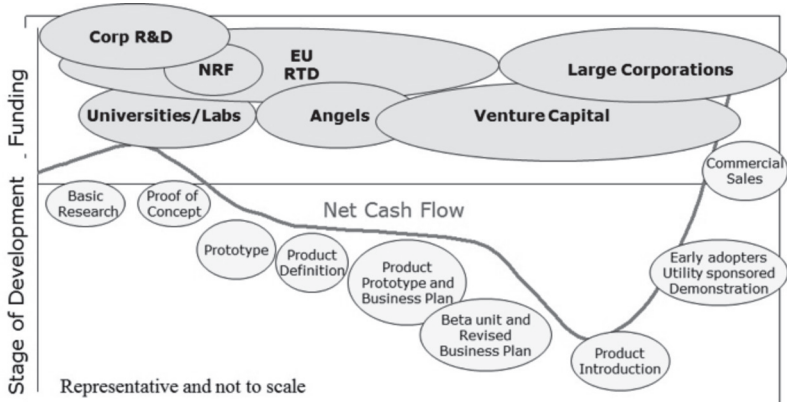 Corp R&D
NRF
EU
RTD
Large Corporations
Universities/Labs
Angels
Venture Capital
Funding
Stage of Development
Commercial
Sales
Basic
Research
Proof of
Concept
Net Cash Flow
Prototype
Product
Definition
Product
Prototype and
Business Plan
Early adopters
Utility sponsored
Demonstration
Beta unit and
Revised
Business Plan
Product
Introduction
Representative and not to scale